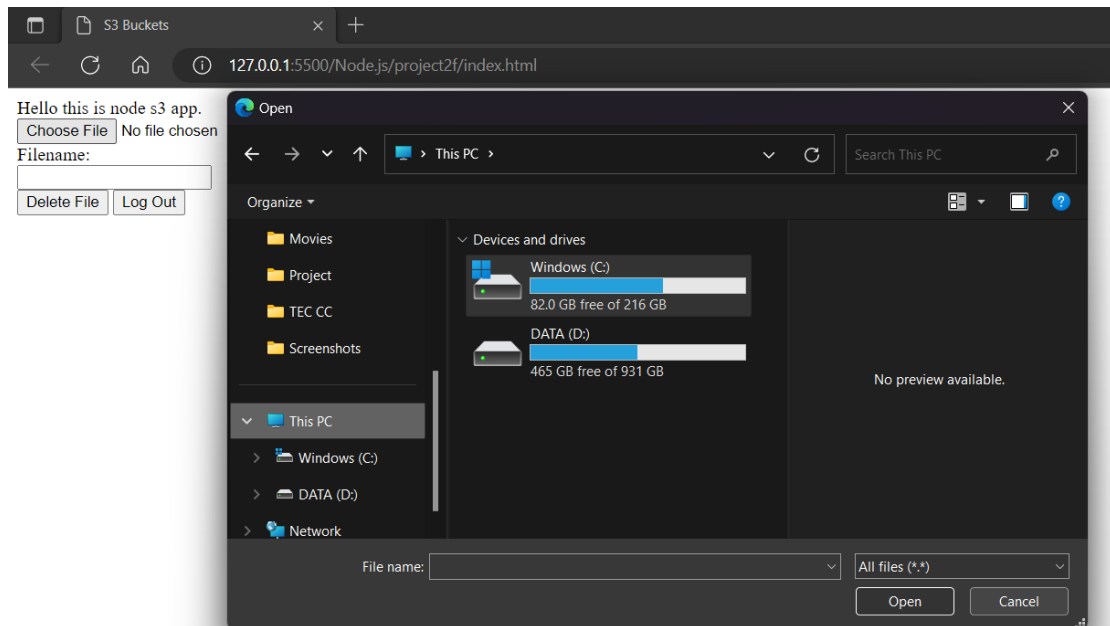 S3 Buckets
127.0.0.1:5500/Node.js/project2f/index.html
Hello this is node s3 app.
Choose File No file chosen
Filename:
Delete File Log Out
Open
This PC
Search This PC
Organize
Movies
Project
TEC CC
Screenshots
This PC
Windows (C:)
DATA (D:)
Network
Devices and drives
Windows (C:)
82.0 GB free of 216 GB
DATA (D:)
465 GB free of 931 GB
No preview available.
File name:
All files (*.*)
Open Cancel